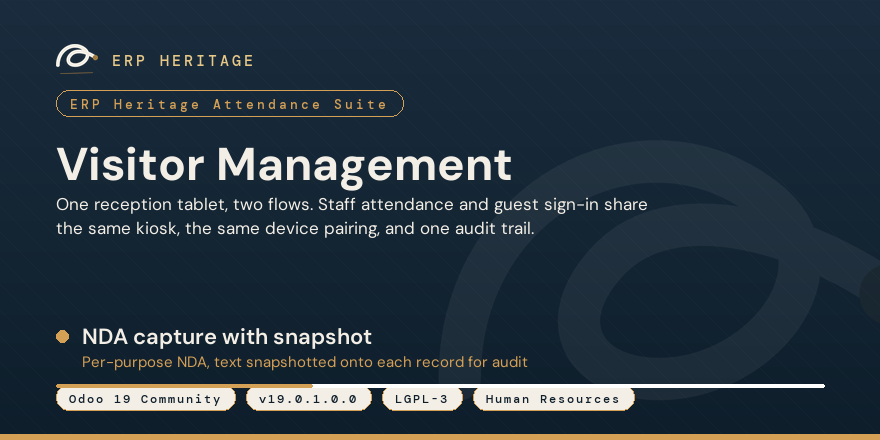 ERP HERITAGE
ERP Heritage Attendance Suite
Visitor Management
One reception tablet, two flows. Staff attendance and guest sign-in share
the same kiosk, the same device pairing, and one audit trail.
NDA capture with snapshot
Per-purpose NDA, text snapshotted onto each record for audit
Odoo 19 Community v19.0.1.0.0 LGPL-3 Human Resources